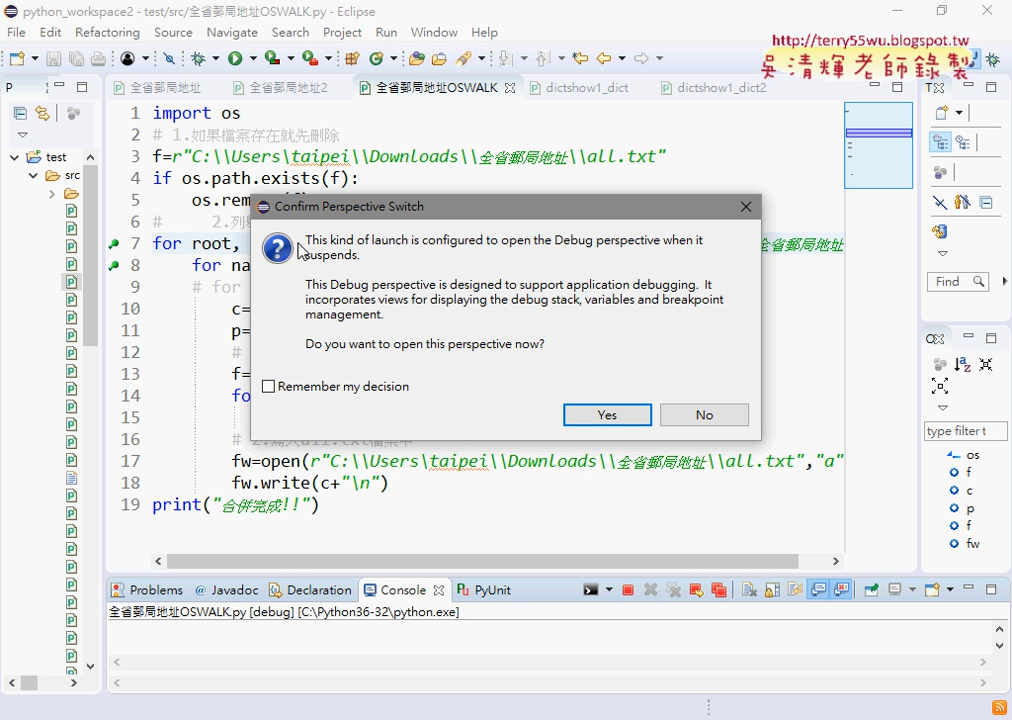 python_workspace2 - test/src/全省郵局地址OSWALK.py - Eclipse
File Edit Refactoring Source Navigate Search Project Run Window Help
http://terry55wu.blogspot.tw
吳清輝老師錄製
P
全省郵局地址
全省郵局地址2
全省郵局地址OSWALK
dictshow1_dict
dictshow1_dict2
test
src
1 import os
2 # 1.如果檔案存在就先刪除
3 f=r"C:\\Users\taipei\\Downloads\\全省郵局地址\\all.txt"
4 if os.path.exists(f):
5 os.re
6 # 2.列
7 for root, 全省郵局地址
8 for na
9 # for
10 c=
11 p=
12 #
13 f=
14 fo
15
16 # 2.寫入all.txt檔案中
17 fw=open(r"C:\\Users\taipei\\Downloads\\全省郵局地址\\all.txt","a"
18 fw.write(c+"\n")
19 print("合併完成!!")
Confirm Perspective Switch
This kind of launch is configured to open the Debug perspective when it
suspends.
This Debug perspective is designed to support application debugging. It
incorporates views for displaying the debug stack, variables and breakpoint
management.
Do you want to open this perspective now?
Remember my decision
Yes
No
Find
type filter t
os
f
c
p
f
fw
Problems
Javadoc
Declaration
Console
PyUnit
全省郵局地址OSWALK.py [debug] [C:\Python36-32\python.exe]